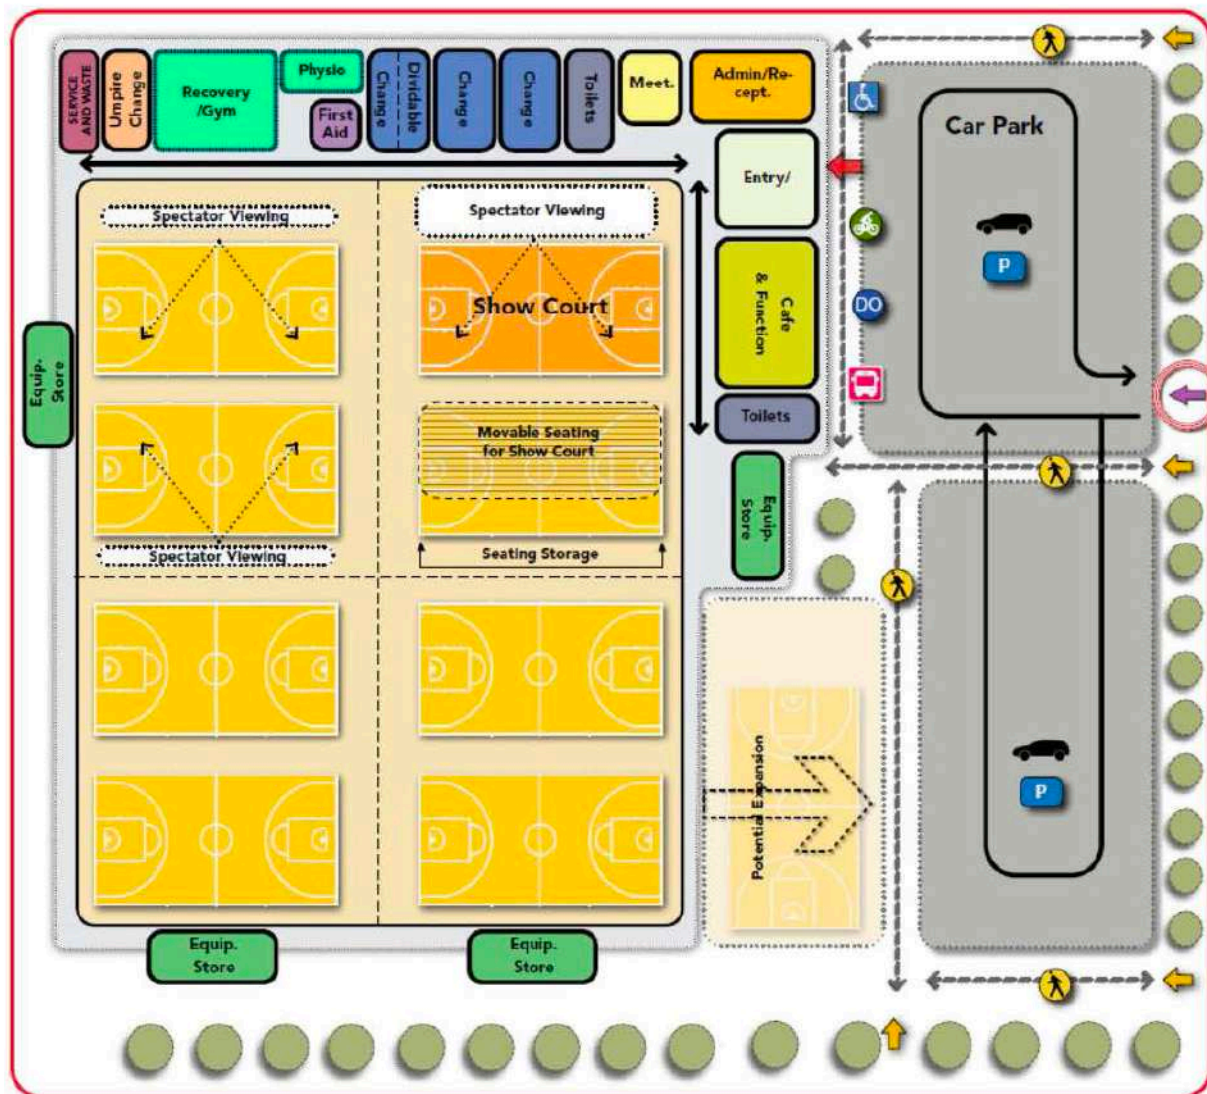 SERVICE
AND WASTE
Umpire
Change
Recovery
/Gym
Physio
First
Aid
Change
Dividable
Change
Change
Toilets
Meet.
Admin/Re-
cept.
Entry/
Cafe
& Function
Toilets
Equip.
Store
Car Park
P
DO
P
Spectator Viewing
Spectator Viewing
Show Court
Equip.
Store
Movable Seating
for Show Court
Spectator Viewing
Seating Storage
Potential Expansion
Equip.
Store
Equip.
Store